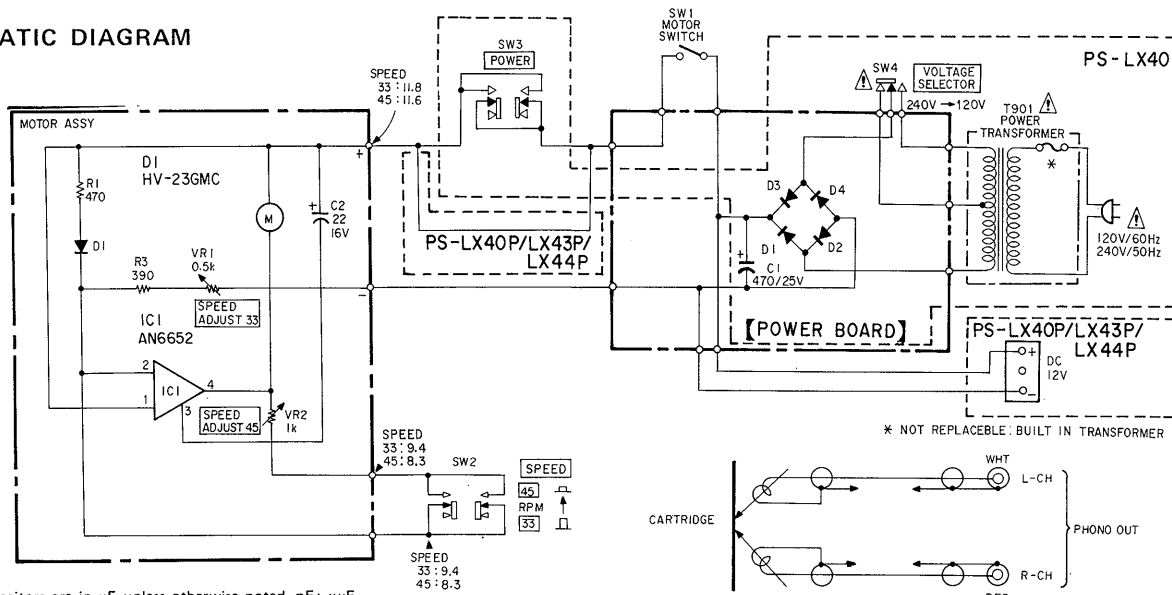 ATIC DIAGRAM
MOTOR ASSY
D1
HV-23GMC
R1
470
D1
R3
390
VR1
0.5k
SPEED
ADJUST 33
IC1
AN6652
2
1
IC1
4
3
SPEED
ADJUST 45
VR2
1k
M
+
C2
22
16V
+
−
SPEED
33:11.8
45:11.6
SW3
POWER
PS-LX40P/LX43P/
LX44P
SW1
MOTOR
SWITCH
SW4
VOLTAGE
SELECTOR
240V → 120V
PS-LX40
T901
POWER
TRANSFORMER
*
120V/60Hz
240V/50Hz
D3
D4
D1
D2
+
C1
470/25V
【POWER BOARD】
PS-LX40P/LX43P/
LX44P
+
DC
12V
−
* NOT REPLACEBLE: BUILT IN TRANSFORMER
SPEED
33:9.4
45:8.3
SW2
SPEED
45
RPM
33
SPEED
33:9.4
45:8.3
CARTRIDGE
WHT
L-CH
PHONO OUT
R-CH